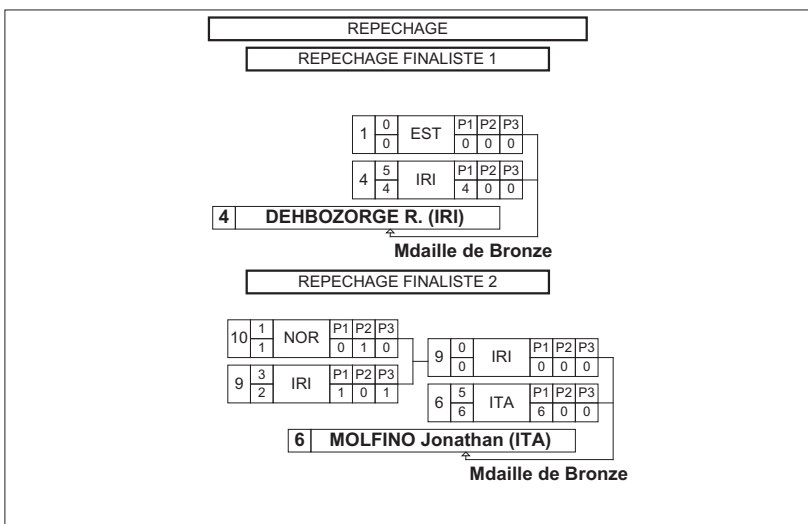 REPECHAGE
REPECHAGE FINALISTE 1
1 0 0 EST P1 P2 P3 0 0 0
4 5 4 IRI P1 P2 P3 4 0 0
4 DEHBOZORGE R. (IRI)
Mdaille de Bronze
REPECHAGE FINALISTE 2
10 1 1 NOR P1 P2 P3 0 1 0
9 3 2 IRI P1 P2 P3 1 0 1
9 0 0 IRI P1 P2 P3 0 0 0
6 5 6 ITA P1 P2 P3 6 0 0
6 MOLFINO Jonathan (ITA)
Mdaille de Bronze